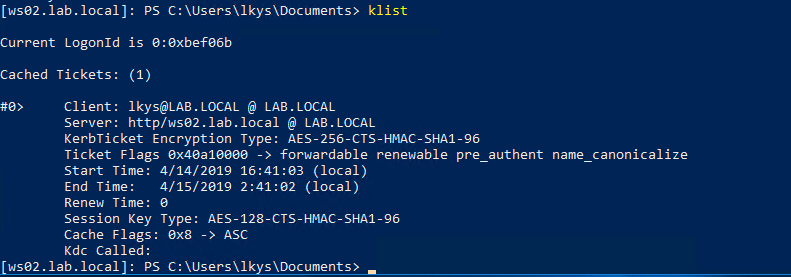 [ws02.lab.local]: PS C:\Users\lkys\Documents> klist
Current LogonId is 0:0xbef06b
Cached Tickets: (1)
#0> Client: lkys@LAB.LOCAL @ LAB.LOCAL
Server: http/ws02.lab.local @ LAB.LOCAL
KerbTicket Encryption Type: AES-256-CTS-HMAC-SHA1-96
Ticket Flags 0x40a10000 -> forwardable renewable pre_authent name_canonicalize
Start Time: 4/14/2019 16:41:03 (local)
End Time: 4/15/2019 2:41:02 (local)
Renew Time: 0
Session Key Type: AES-128-CTS-HMAC-SHA1-96
Cache Flags: 0x8 -> ASC
Kdc Called:
[ws02.lab.local]: PS C:\Users\lkys\Documents>